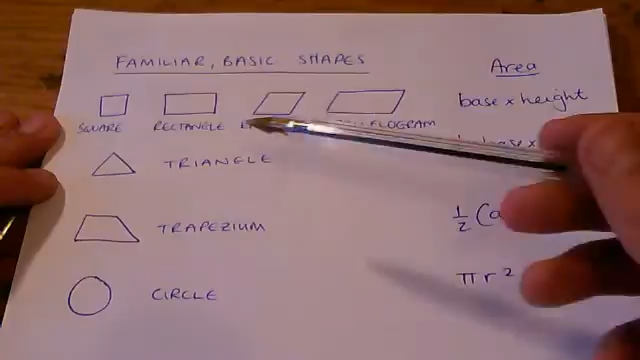 FAMILIAR, BASIC SHAPES
Area
base x height
SQUARE RECTANGLE
TRIANGLE
TRAPEZIUM
½ (a
CIRCLE
πr²